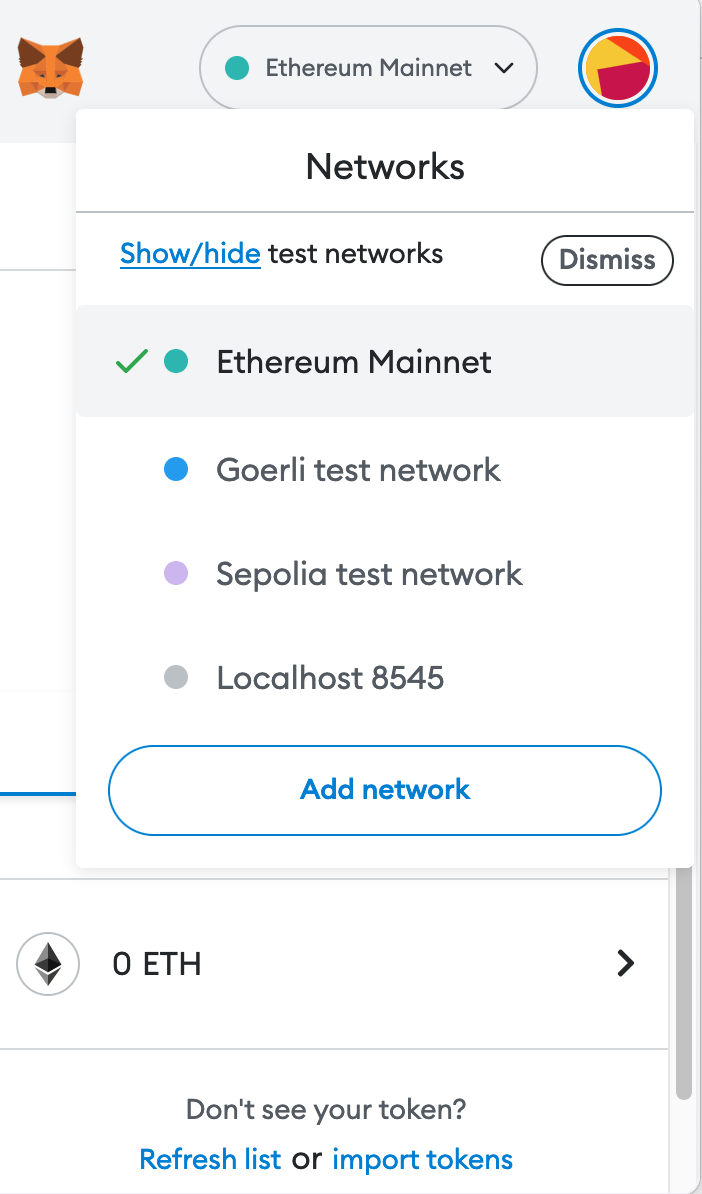 Ethereum Mainnet
Networks
Show/hide test networks
Dismiss
Ethereum Mainnet
Goerli test network
Sepolia test network
Localhost 8545
Add network
0 ETH
Don't see your token?
Refresh list or import tokens